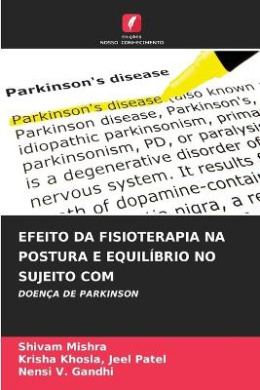 edições
NOSSO CONHECIMENTO
Parkinson's disease
Parkinson's disease (also known
Parkinson disease, Parkinson's,
idiopathic parkinsonism, prima
parkinsonism, PD, or paralysi
is a degenerative disorder of
nervous system. It results
th of dopamine-contai
nigra, a re
EFEITO DA FISIOTERAPIA NA
POSTURA E EQUILÍBRIO NO
SUJEITO COM
DOENÇA DE PARKINSON
Shivam Mishra
Krisha Khosla, Jeel Patel
Nensi V. Gandhi